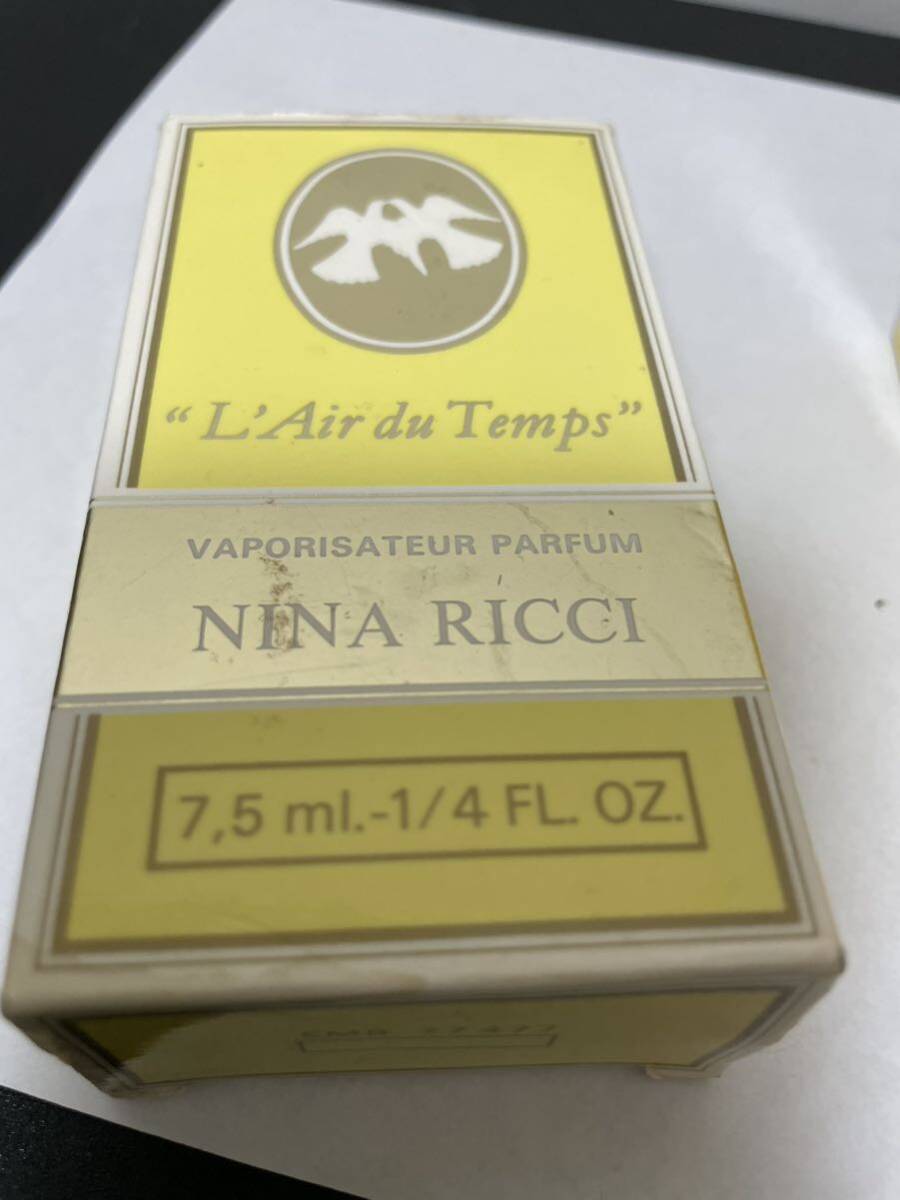 “L’Air du Temps”
VAPORISATEUR PARFUM
NINA RICCI
7,5 ml.-1/4 FL. OZ.